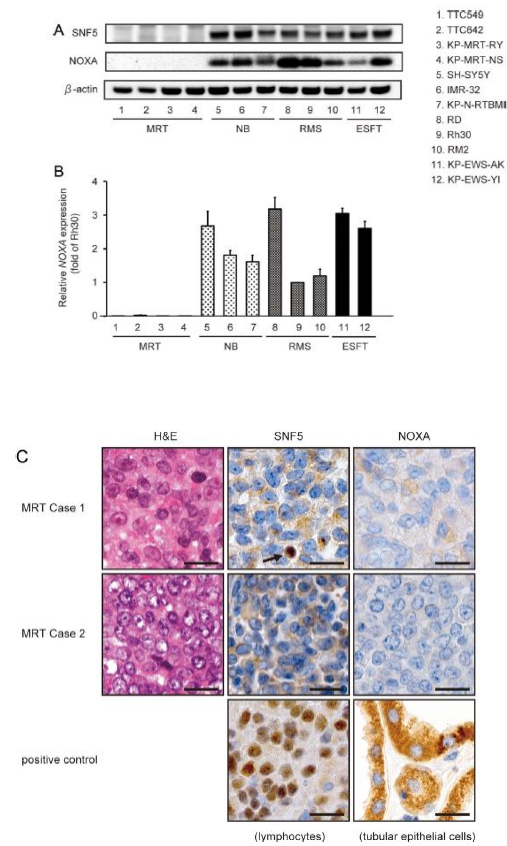 A
SNF5
NOXA
β-actin
1 2 3 4 5 6 7 8 9 10 11 12
MRT NB RMS ESFT
1. TTC549
2. TTC642
3. KP-MRT-RY
4. KP-MRT-NS
5. SH-SY5Y
6. IMR-32
7. KP-N-RTBMI
8. RD
9. Rh30
10. RM2
11. KP-EWS-AK
12. KP-EWS-YI
B
Relative NOXA expression
(fold of Rh30)
4
3
2
1
0
1 2 3 4 5 6 7 8 9 10 11 12
MRT NB RMS ESFT
C
H&E SNF5 NOXA
MRT Case 1
MRT Case 2
positive control
(lymphocytes) (tubular epithelial cells)